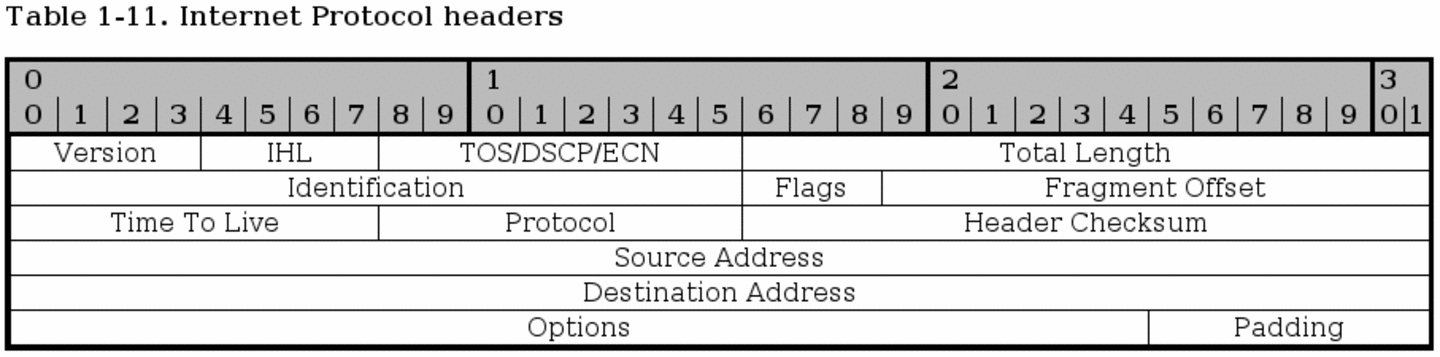 Table 1-11. Internet Protocol headers
0 1 2 3
0 1 2 3 4 5 6 7 8 9 0 1 2 3 4 5 6 7 8 9 0 1 2 3 4 5 6 7 8 9 0 1
Version IHL TOS/DSCP/ECN Total Length
Identification Flags Fragment Offset
Time To Live Protocol Header Checksum
Source Address
Destination Address
Options Padding